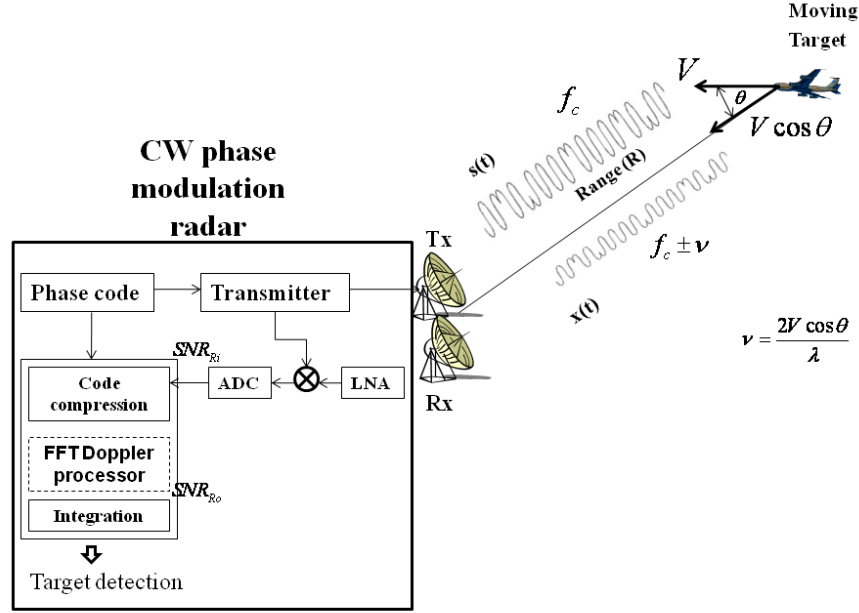 Moving
Target
V
θ
V cos θ
f_c
s(t)
Range (R)
f_c ± ν
x(t)
ν = 2V cos θ / λ
CW phase
modulation
radar
Tx
Phase code
Transmitter
SNR_Ri
Code
compression
ADC
LNA
Rx
FFT Doppler
processor
SNR_Ro
Integration
Target detection